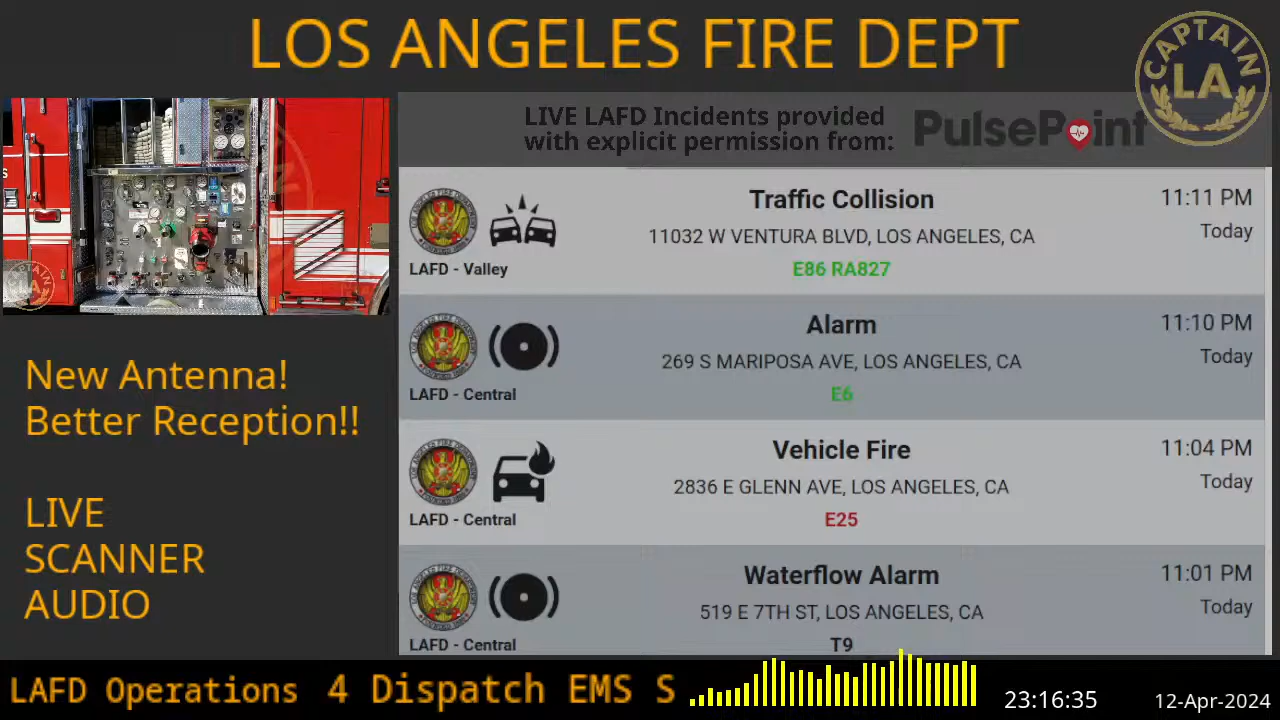 LOS ANGELES FIRE DEPT
CAPTAIN
LA
LIVE LAFD Incidents provided
with explicit permission from:
PulsePoint
Traffic Collision
11:11 PM
11032 W VENTURA BLVD, LOS ANGELES, CA
Today
LAFD - Valley
E86 RA827
Alarm
11:10 PM
269 S MARIPOSA AVE, LOS ANGELES, CA
Today
LAFD - Central
E6
Vehicle Fire
11:04 PM
2836 E GLENN AVE, LOS ANGELES, CA
Today
LAFD - Central
E25
Waterflow Alarm
11:01 PM
519 E 7TH ST, LOS ANGELES, CA
Today
LAFD - Central
T9
New Antenna!
Better Reception!!
LIVE
SCANNER
AUDIO
LAFD Operations 4 Dispatch EMS S
23:16:35
12-Apr-2024